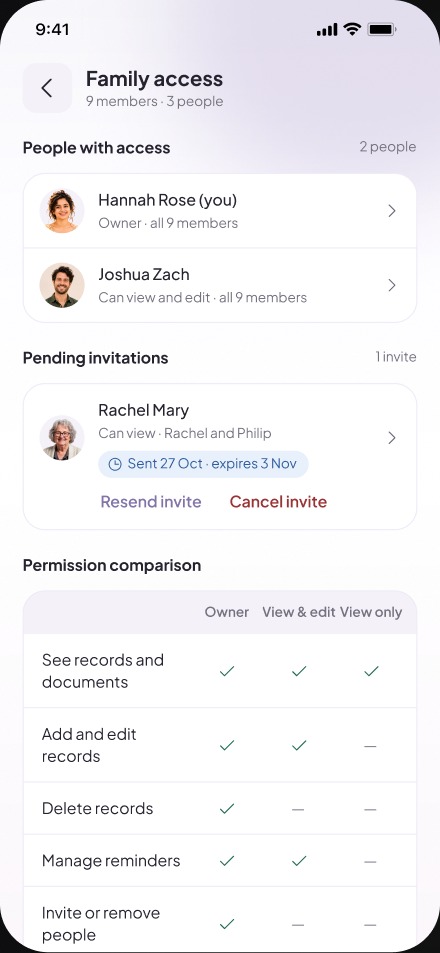 9:41
Family access
9 members · 3 people
People with access
2 people
Hannah Rose (you)
Owner · all 9 members
Joshua Zach
Can view and edit · all 9 members
Pending invitations
1 invite
Rachel Mary
Can view · Rachel and Philip
Sent 27 Oct · expires 3 Nov
Resend invite
Cancel invite
Permission comparison
Owner View & edit View only
See records and
documents
Add and edit
records
Delete records
Manage reminders
Invite or remove
people